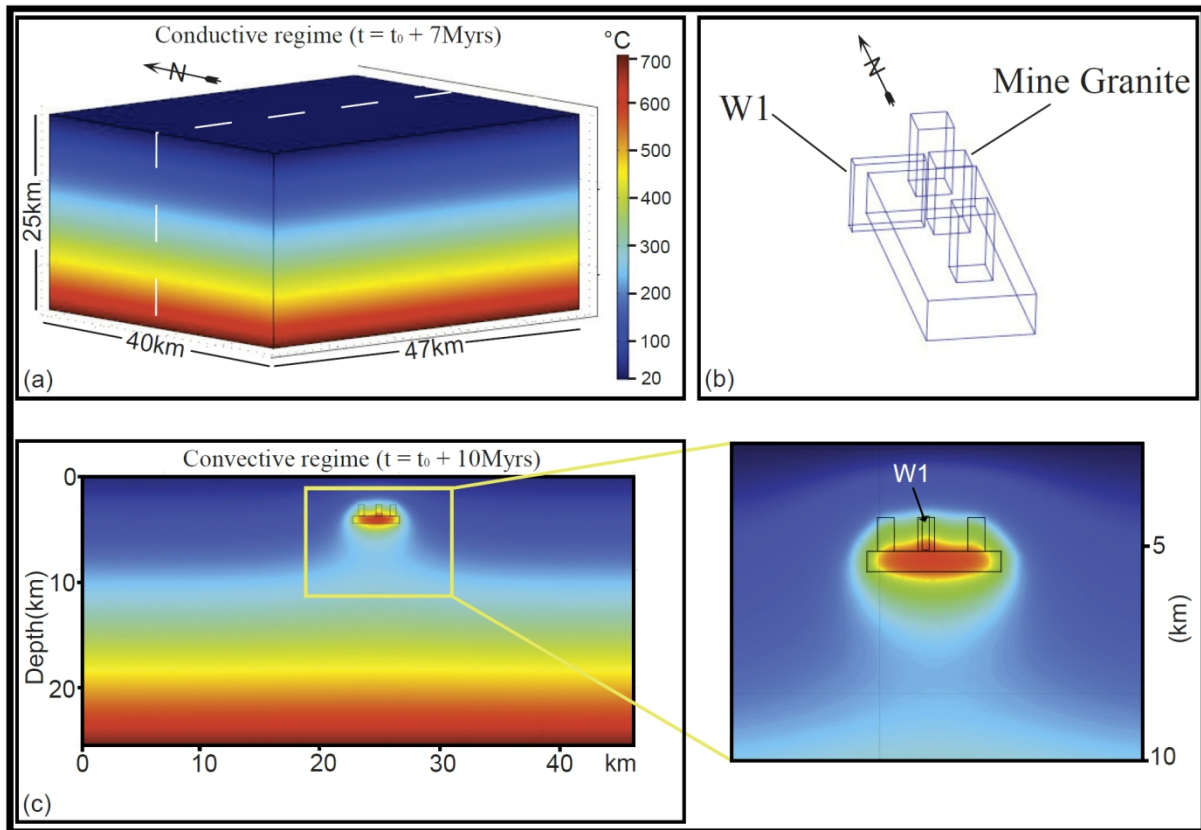 Conductive regime (t = t₀ + 7Myrs)
°C
N
700
600
500
400
300
200
100
20
25km
40km
47km
(a)
N
Mine Granite
W1
(b)
Convective regime (t = t₀ + 10Myrs)
0
10
20
Depth(km)
0
10
20
30
40
km
(c)
W1
5
(km)
10